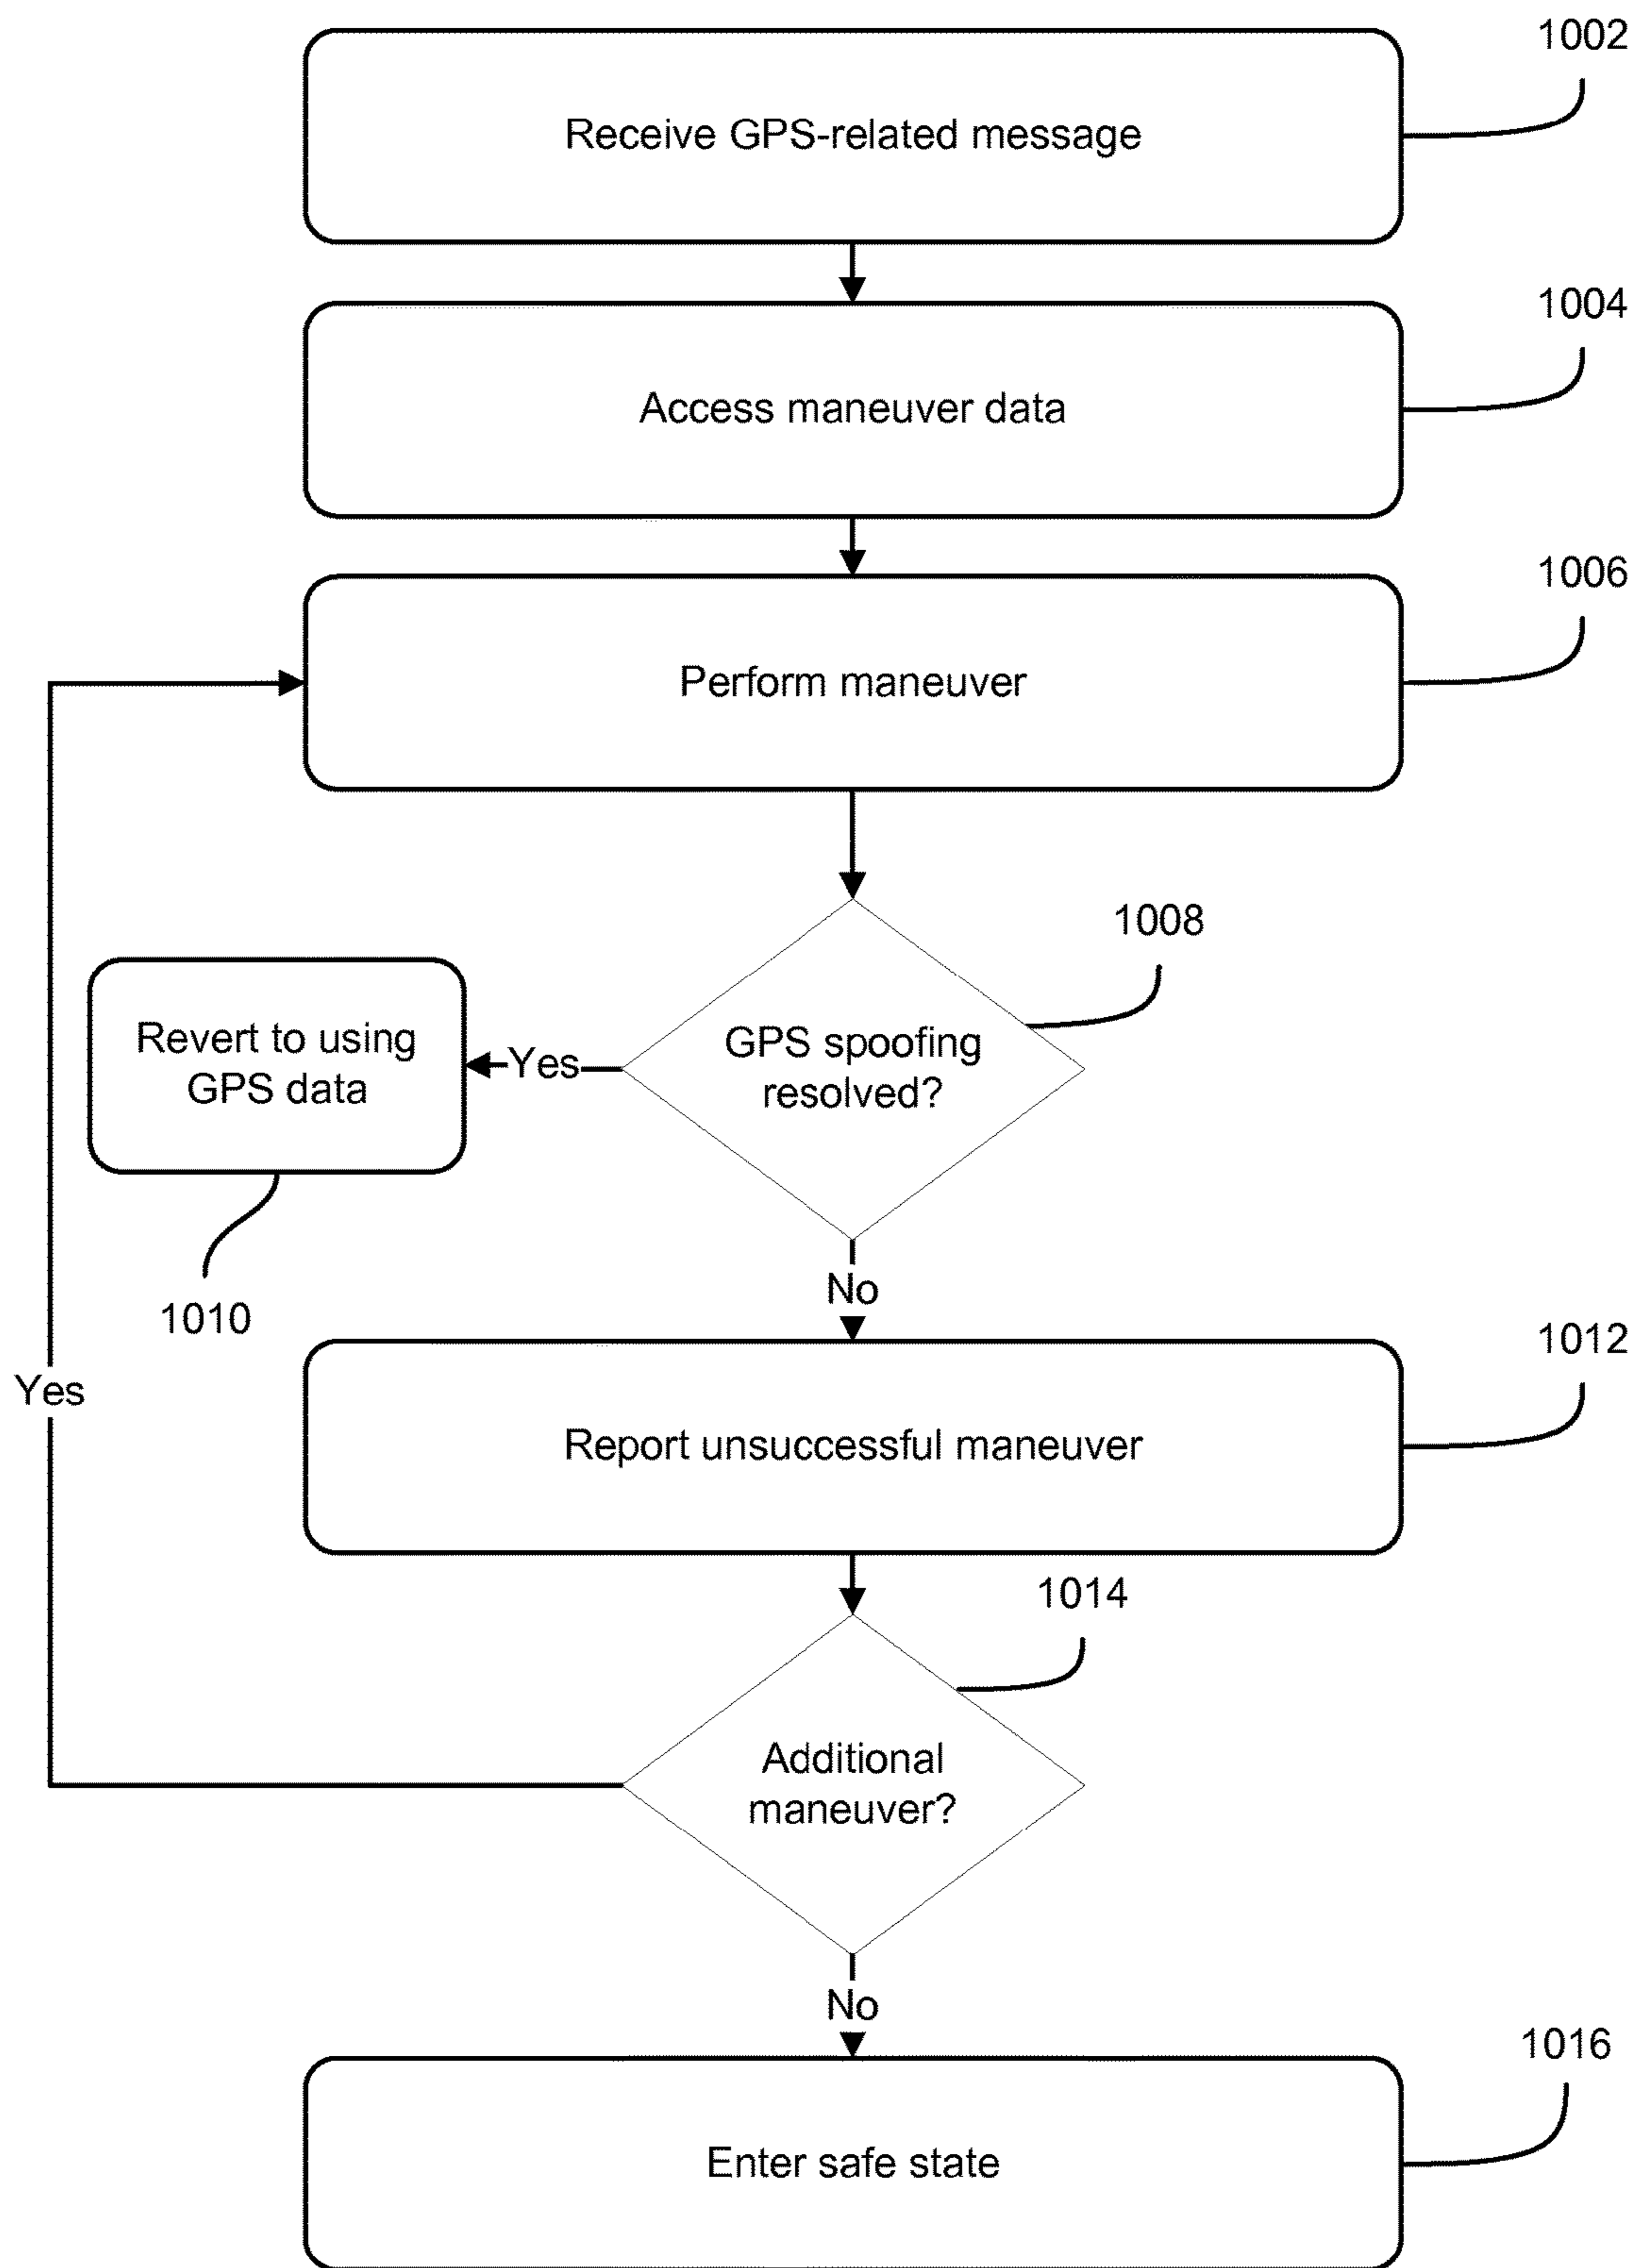 1002
Receive GPS-related message
1004
Access maneuver data
1006
Perform maneuver
1008
GPS spoofing
resolved?
Yes
Revert to using
GPS data
1010
No
1012
Report unsuccessful maneuver
Yes
1014
Additional
maneuver?
No
1016
Enter safe state